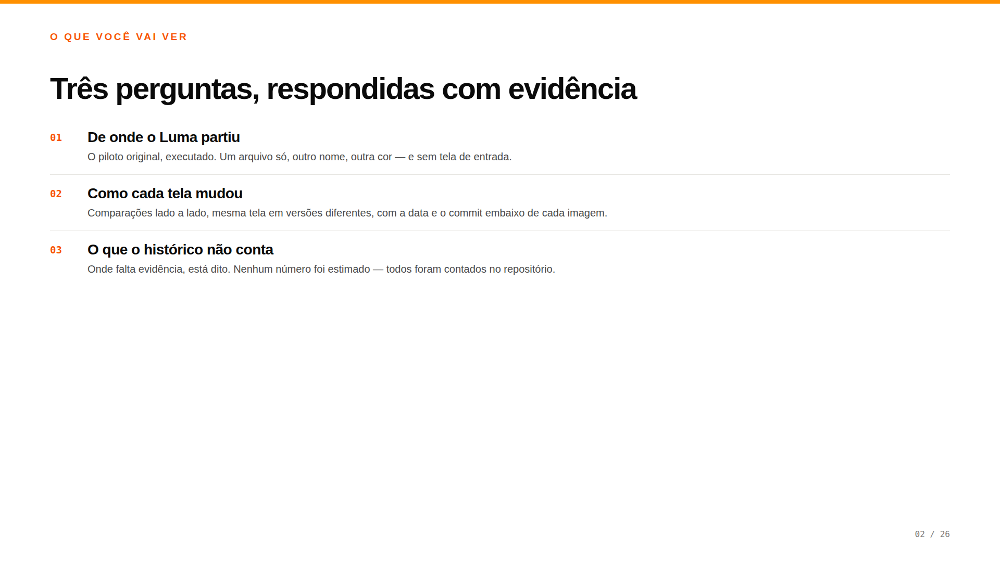 O QUE VOCÊ VAI VER
Três perguntas, respondidas com evidência
01
De onde o Luma partiu
O piloto original, executado. Um arquivo só, outro nome, outra cor — e sem tela de entrada.
02
Como cada tela mudou
Comparações lado a lado, mesma tela em versões diferentes, com a data e o commit embaixo de cada imagem.
03
O que o histórico não conta
Onde falta evidência, está dito. Nenhum número foi estimado — todos foram contados no repositório.
02 / 26